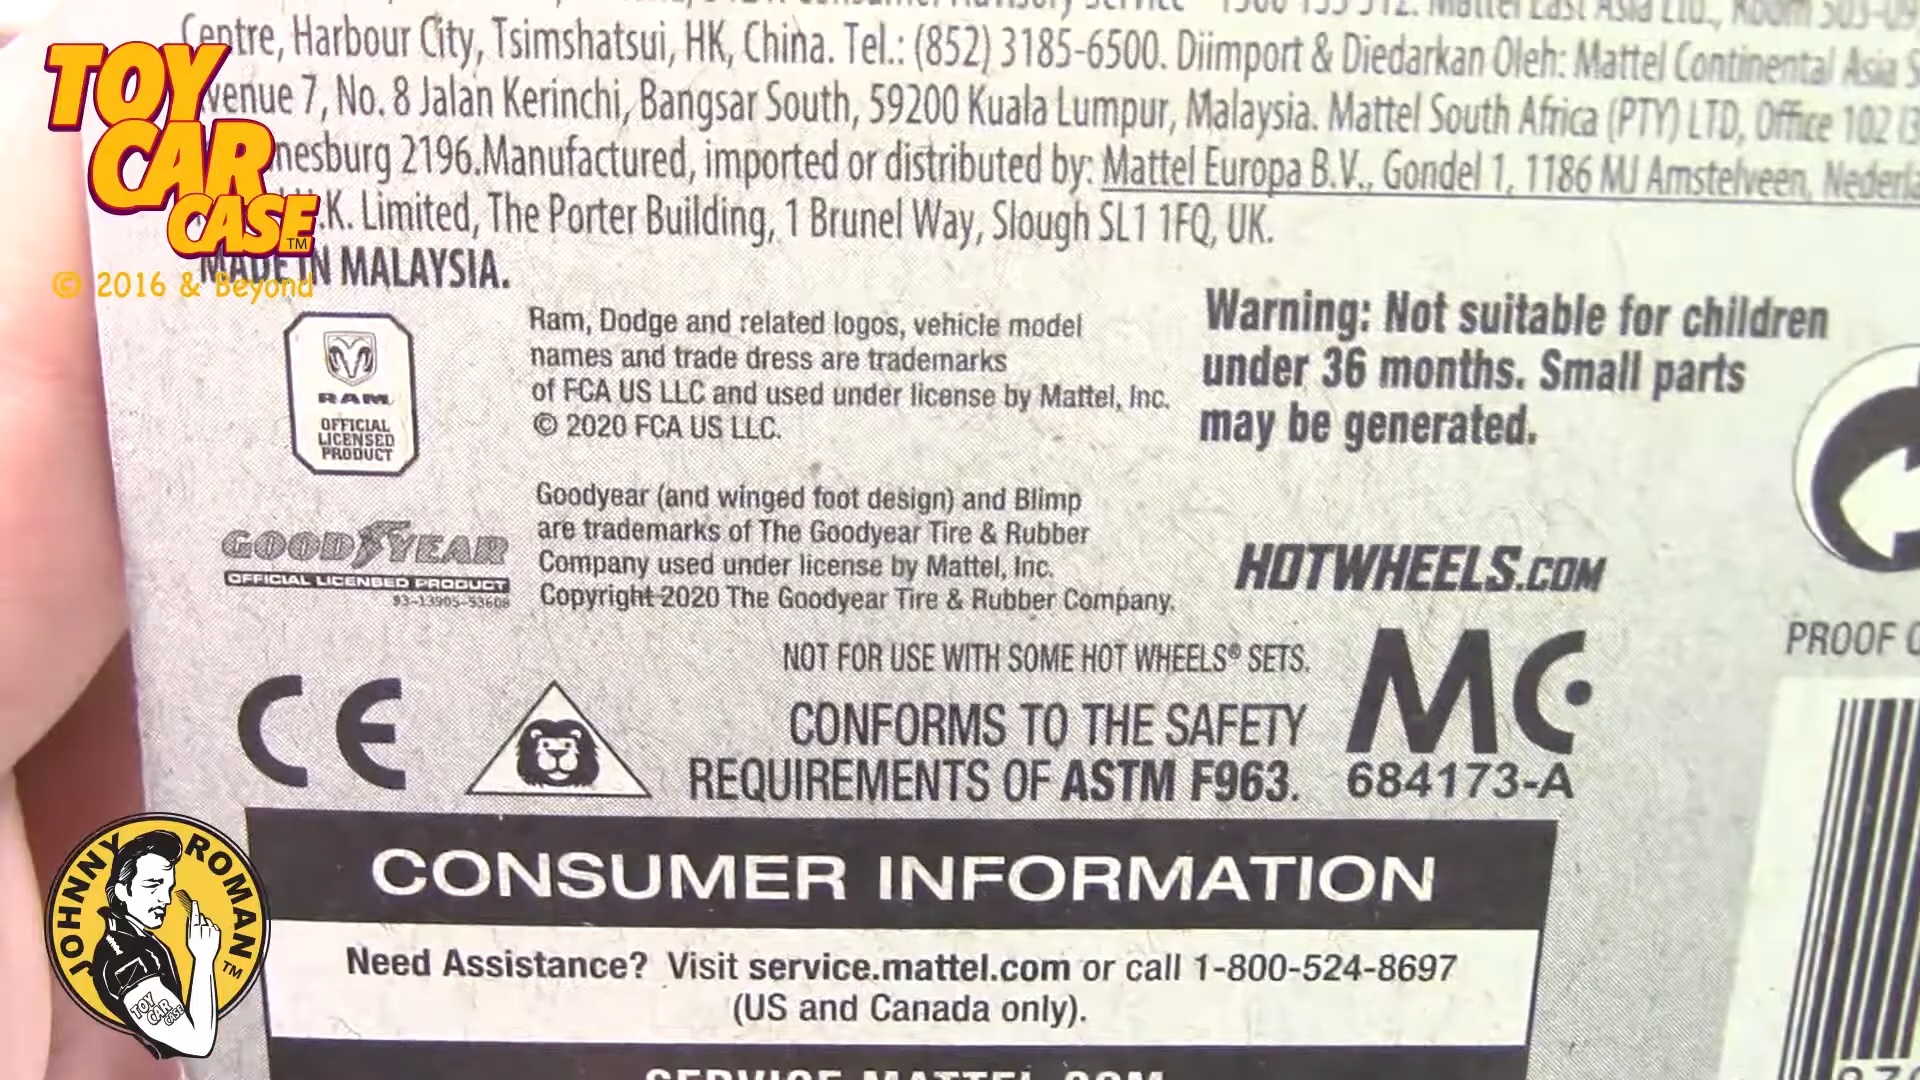 Centre, Harbour City, Tsimshatsui, HK, China. Tel.: (852) 3185-6500. Diimport & Diedarkan Oleh: Mattel Continental Asia
venue 7, No. 8 Jalan Kerinchi, Bangsar South, 59200 Kuala Lumpur, Malaysia. Mattel South Africa (PTY) LTD, Office 102
nesburg 2196.Manufactured, imported or distributed by: Mattel Europa B.V., Gondel 1, 1186 MJ Amstelveen, Nederla
.K. Limited, The Porter Building, 1 Brunel Way, Slough SL1 1FQ, UK.
MADE IN MALAYSIA.
TOY
CAR
CASE TM
© 2016 & Beyond
RAM
OFFICIAL
LICENSED
PRODUCT
Ram, Dodge and related logos, vehicle model
names and trade dress are trademarks
of FCA US LLC and used under license by Mattel, Inc.
© 2020 FCA US LLC.
Warning: Not suitable for children
under 36 months. Small parts
may be generated.
GOODYEAR
OFFICIAL LICENSED PRODUCT
93-13905-53608
Goodyear (and winged foot design) and Blimp
are trademarks of The Goodyear Tire & Rubber
Company used under license by Mattel, Inc.
Copyright 2020 The Goodyear Tire & Rubber Company.
HOTWHEELS.COM
NOT FOR USE WITH SOME HOT WHEELS® SETS.
PROOF
CE
CONFORMS TO THE SAFETY
REQUIREMENTS OF ASTM F963.
MC
684173-A
CONSUMER INFORMATION
Need Assistance? Visit service.mattel.com or call 1-800-524-8697
(US and Canada only).
SERVICE.MATTEL.COM
JOHNNY ROMAN TM
TOY
CAR
CASE